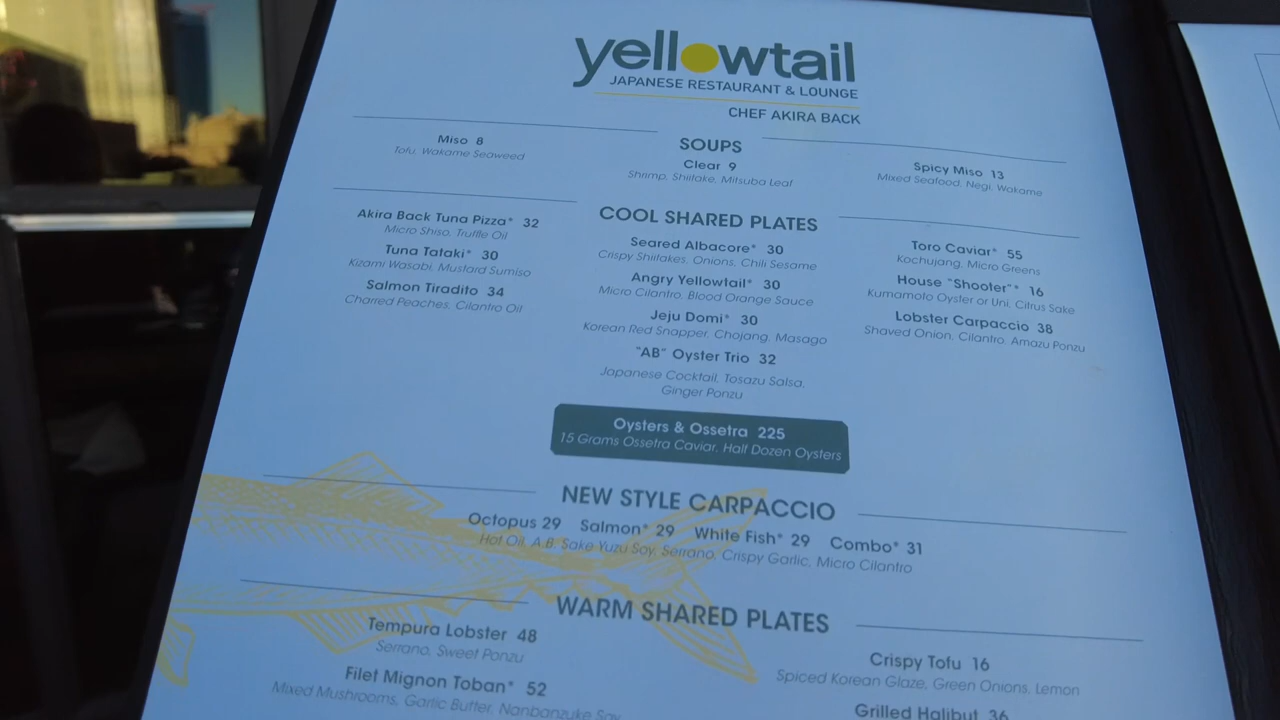 yellowtail
JAPANESE RESTAURANT & LOUNGE
CHEF AKIRA BACK
SOUPS
Miso 8
Tofu, Wakame Seaweed
Clear 9
Shrimp, Shiitake, Mitsuba Leaf
Spicy Miso 13
Mixed Seafood, Negi, Wakame
COOL SHARED PLATES
Akira Back Tuna Pizza* 32
Micro Shiso, Truffle Oil
Tuna Tataki* 30
Kizami Wasabi, Mustard Sumiso
Salmon Tiradito 34
Charred Peaches, Cilantro Oil
Seared Albacore* 30
Crispy Shiitakes, Onions, Chili Sesame
Angry Yellowtail* 30
Micro Cilantro, Blood Orange Sauce
Jeju Domi* 30
Korean Red Snapper, Chojang, Masago
"AB" Oyster Trio 32
Japanese Cocktail, Tosazu Salsa,
Ginger Ponzu
Toro Caviar* 55
Kochujang, Micro Greens
House "Shooter"* 16
Kumamoto Oyster or Uni, Citrus Sake
Lobster Carpaccio 38
Shaved Onion, Cilantro, Amazu Ponzu
Oysters & Ossetra 225
15 Grams Ossetra Caviar, Half Dozen Oysters
NEW STYLE CARPACCIO
Octopus 29 Salmon* 29 White Fish* 29 Combo* 31
Hot Oil, A.B. Sake Yuzu Soy, Serrano, Crispy Garlic, Micro Cilantro
WARM SHARED PLATES
Tempura Lobster 48
Serrano, Sweet Ponzu
Filet Mignon Toban* 52
Mixed Mushrooms, Garlic Butter, Nanbanzuke Soy
Crispy Tofu 16
Spiced Korean Glaze, Green Onions, Lemon
Grilled Halibut 36